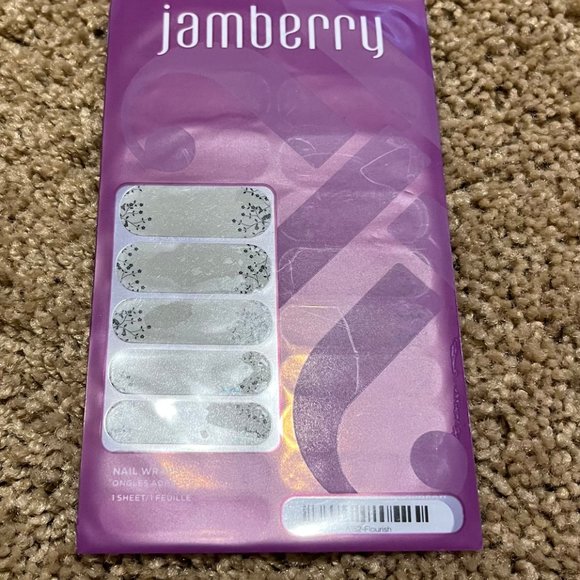 jamberry
NAIL WRA
ONGLES ADH
1 SHEET/1 FEUILLE
-Flourish